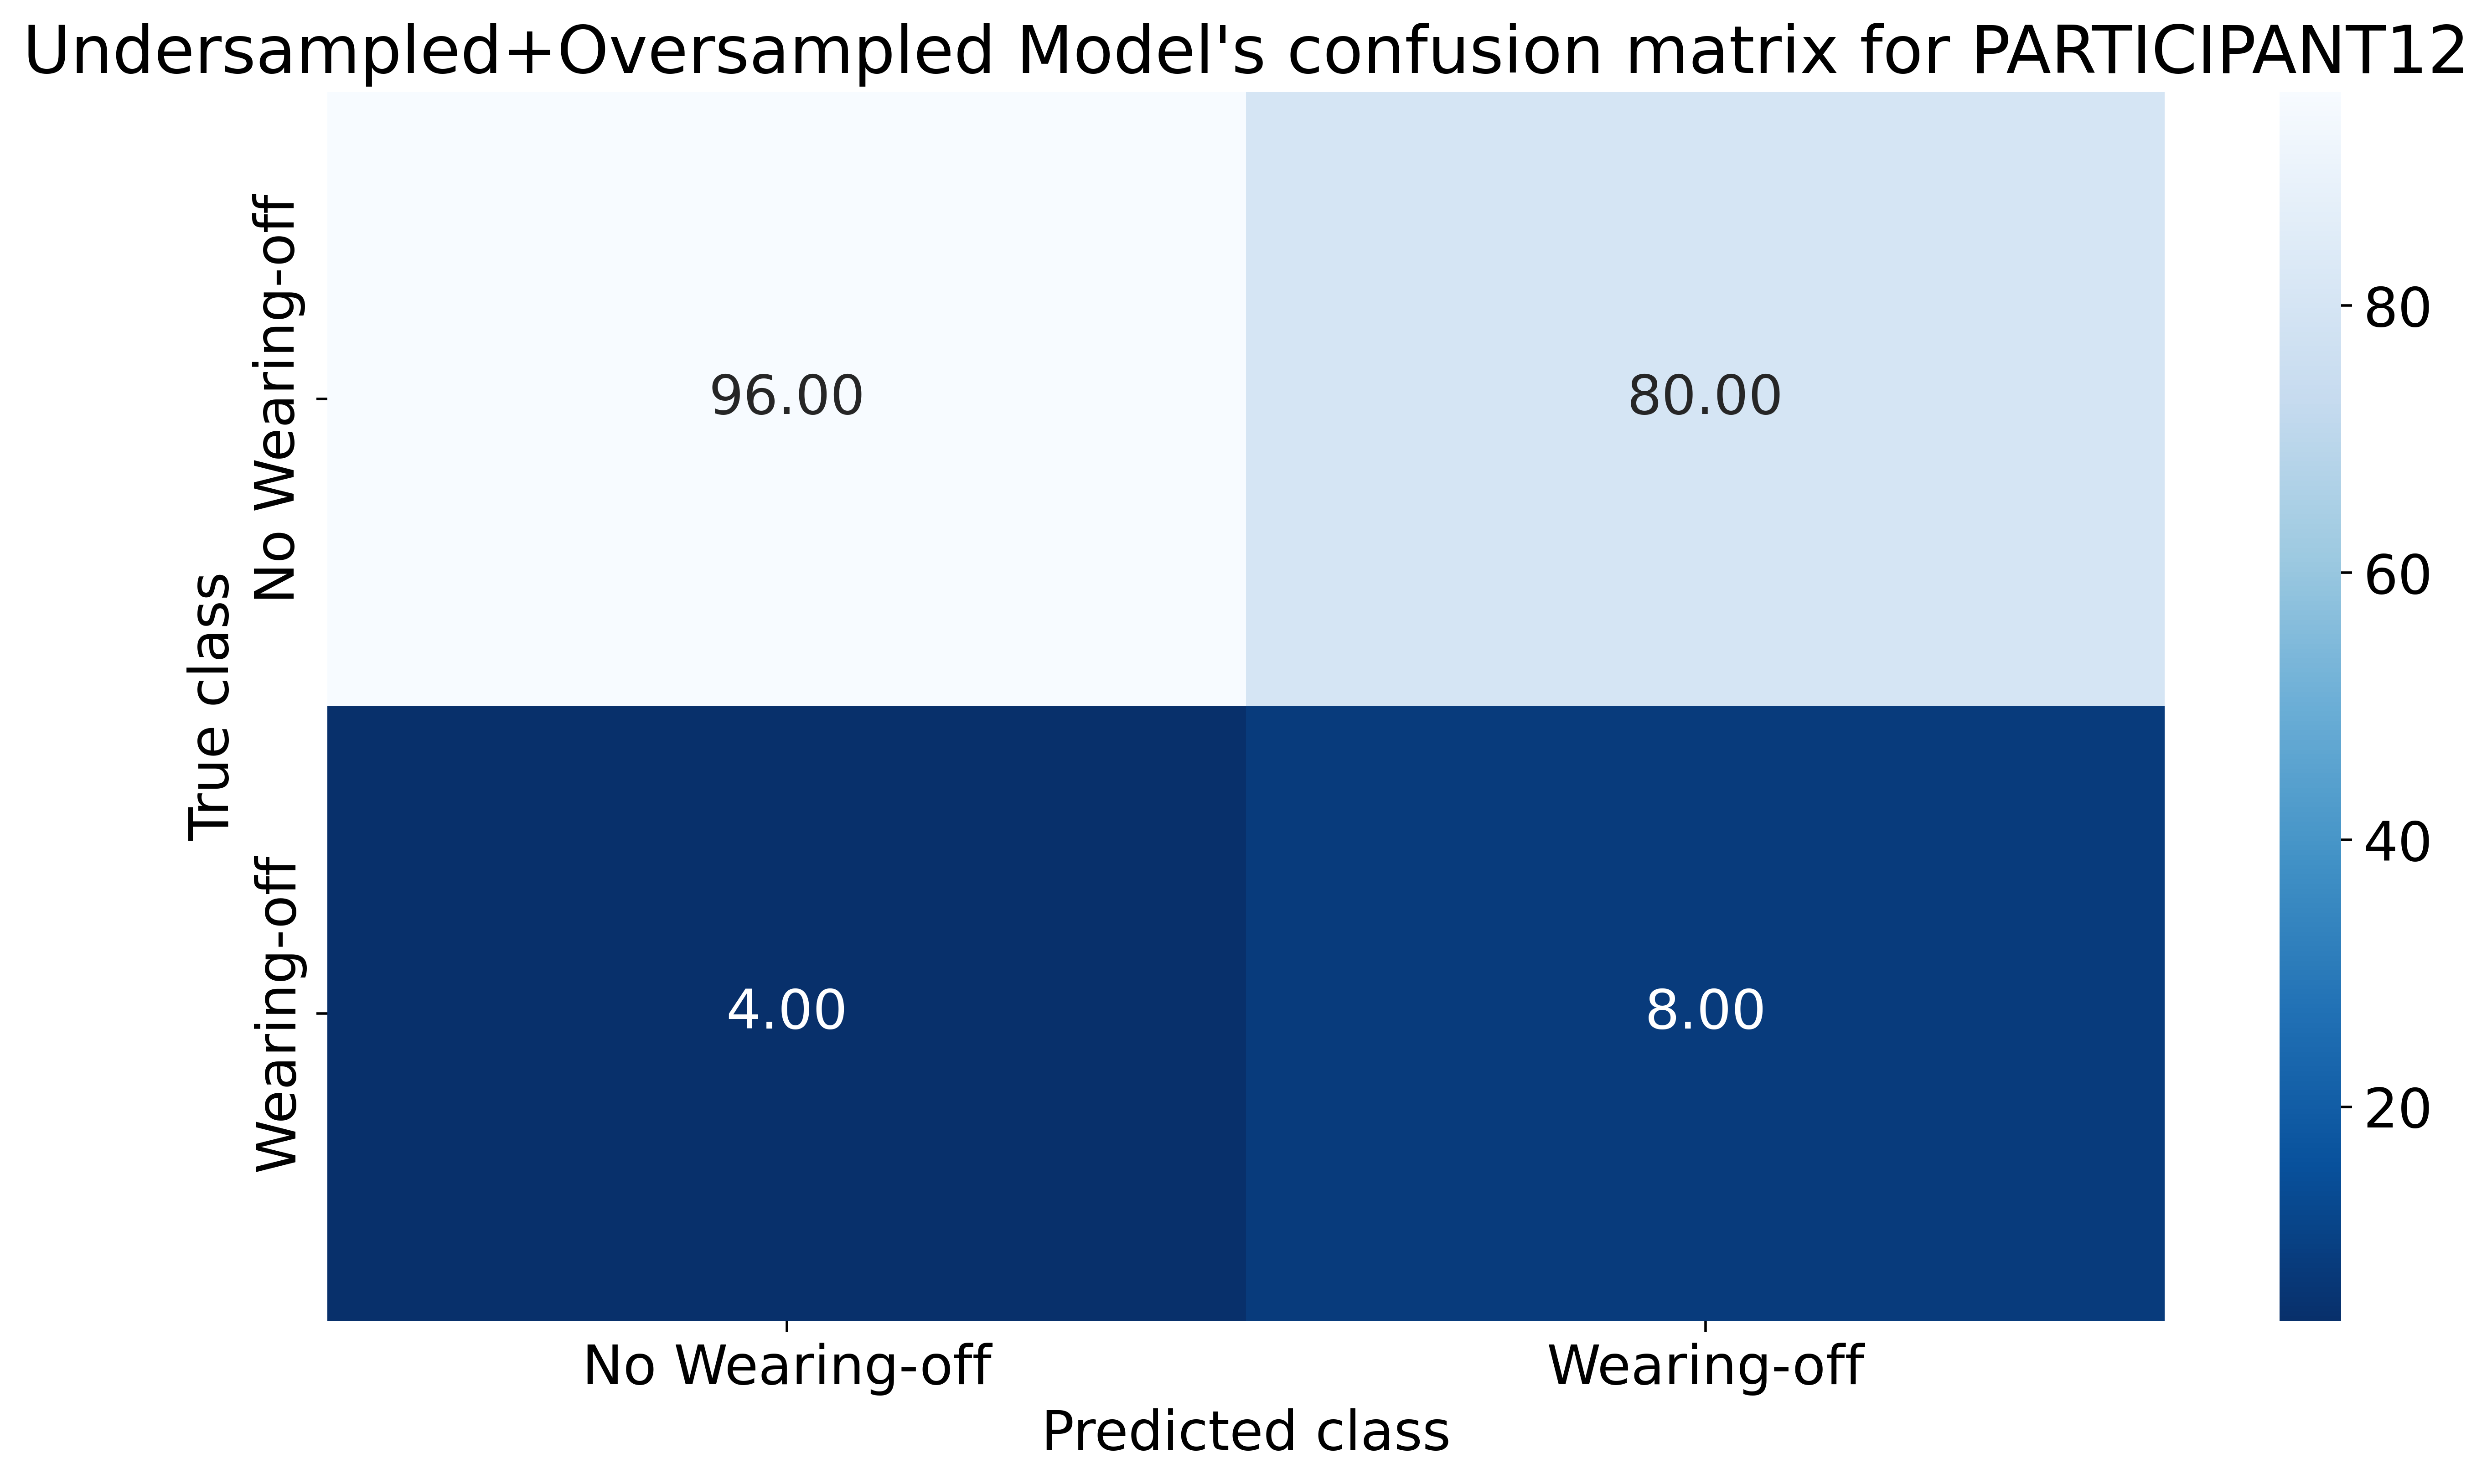 Undersampled+Oversampled Model's confusion matrix for PARTICIPANT12
True class
No Wearing-off
Wearing-off
96.00
80.00
4.00
8.00
No Wearing-off
Wearing-off
Predicted class
80
60
40
20